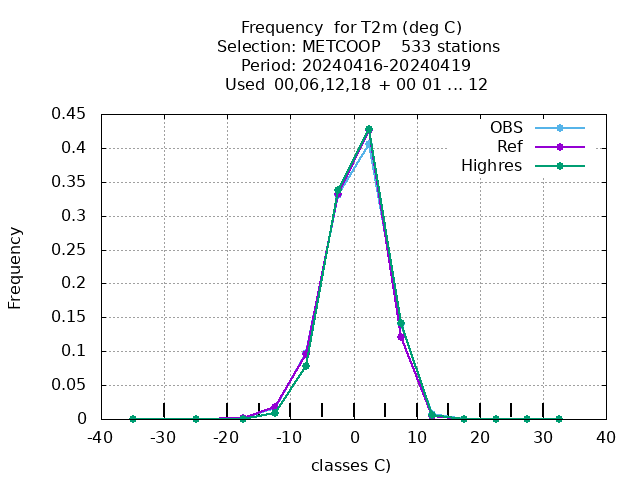 Frequency  for T2m (deg C)
Selection: METCOOP    533 stations
Period: 20240416-20240419
Used  00,06,12,18  + 00 01 ... 12
OBS
Ref
Highres
Frequency
0.45
0.4
0.35
0.3
0.25
0.2
0.15
0.1
0.05
0
-40 -30 -20 -10 0 10 20 30 40
classes C)